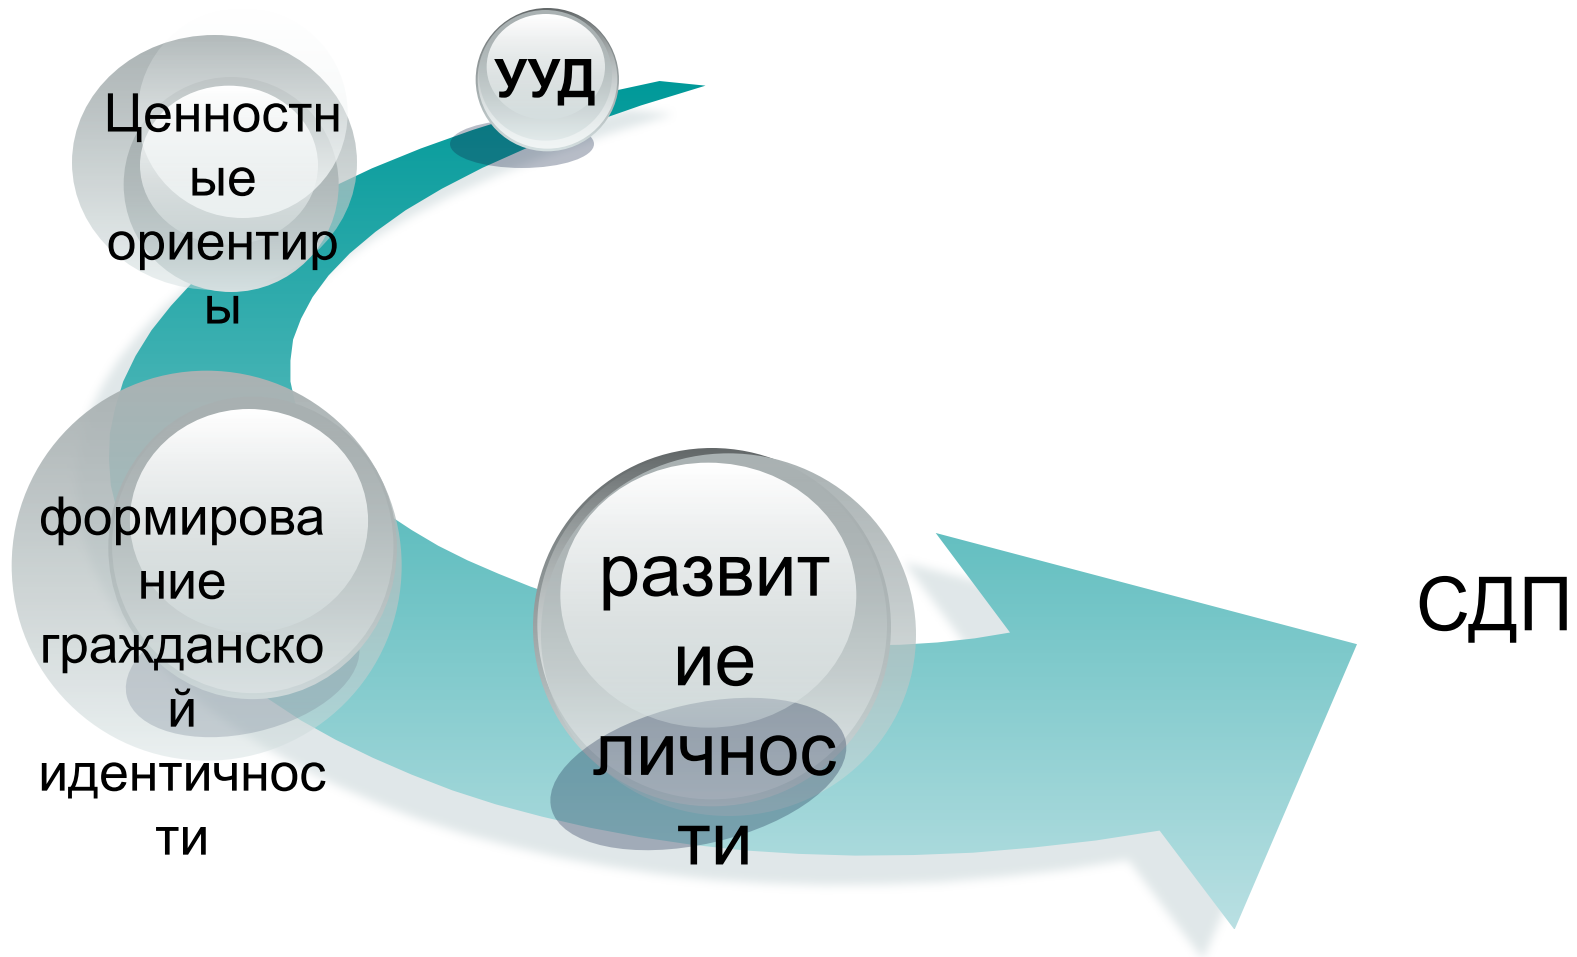 УУД
Ценностн
ые
ориентир
ы
формирова
ние
гражданско
й
идентичнос
ти
развит
ие
личнос
ти
СДП